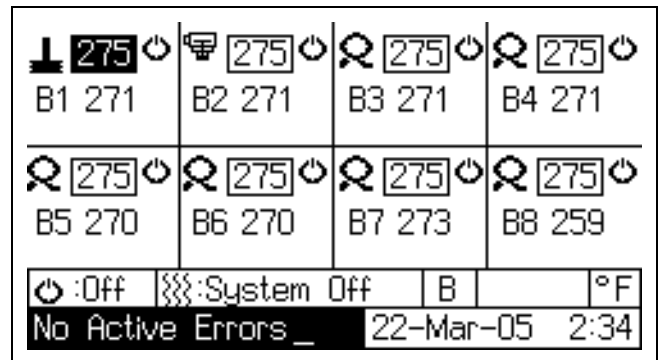 275 275 275 275
B1 271 B2 271 B3 271 B4 271
275 275 275 275
B5 270 B6 270 B7 273 B8 259
:Off :System Off B °F
No Active Errors_ 22-Mar-05 2:34